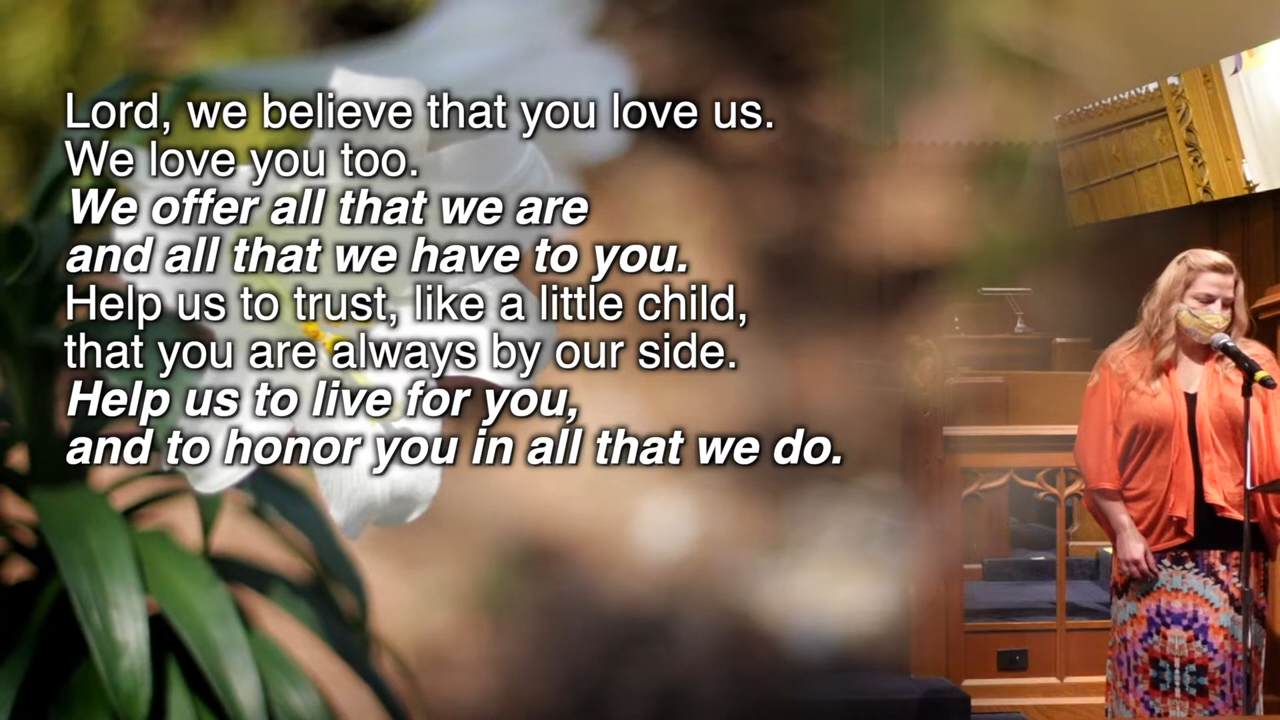 Lord, we believe that you love us.
We love you too.
We offer all that we are
and all that we have to you.
Help us to trust, like a little child,
that you are always by our side.
Help us to live for you,
and to honor you in all that we do.